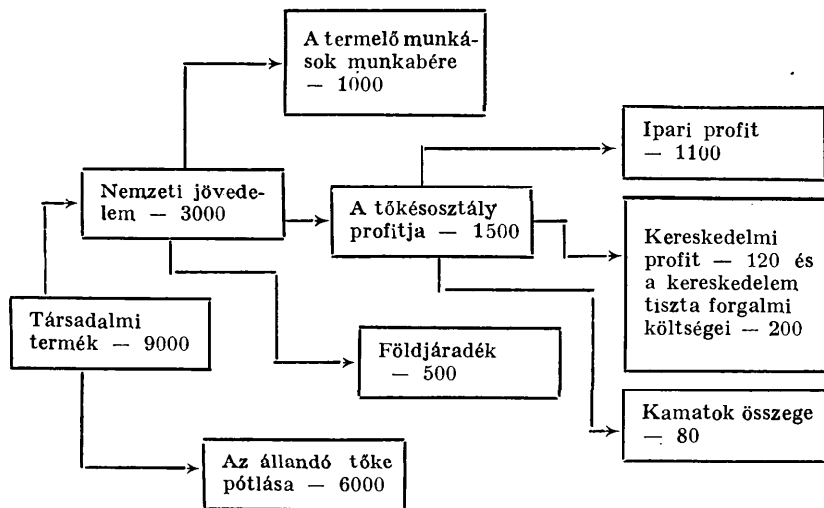 A termelő munká-
sok munkabére
— 1000
Ipari profit
— 1100
Nemzeti jövede-
lem — 3000
A tőkésosztály
profitja — 1500
Kereskedelmi
profit — 120 és
a kereskedelem
tiszta forgalmi
költségei — 200
Társadalmi
termék — 9000
Földjáradék
— 500
Kamatok összege
— 80
Az állandó tőke
pótlása — 6000